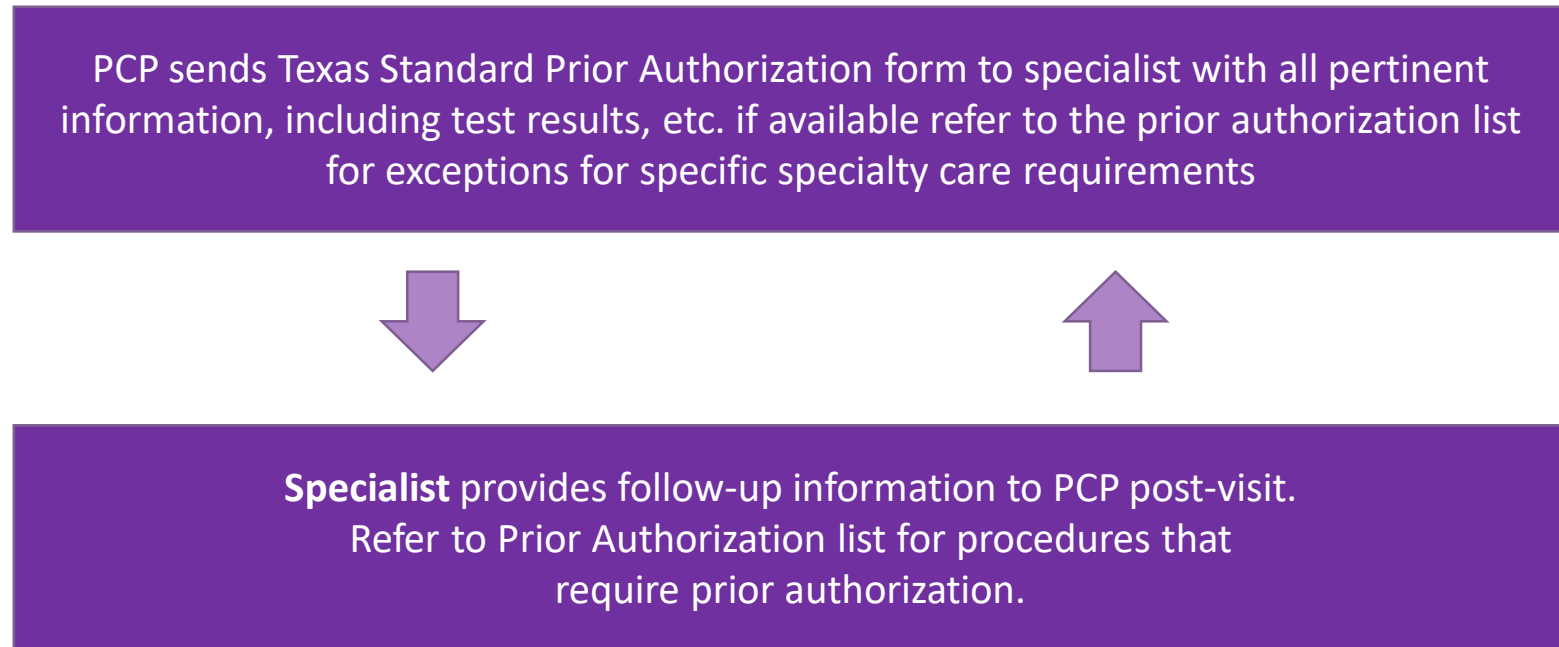 PCP sends Texas Standard Prior Authorization form to specialist with all pertinent
information, including test results, etc. if available refer to the prior authorization list
for exceptions for specific specialty care requirements
Specialist provides follow-up information to PCP post-visit.
Refer to Prior Authorization list for procedures that
require prior authorization.